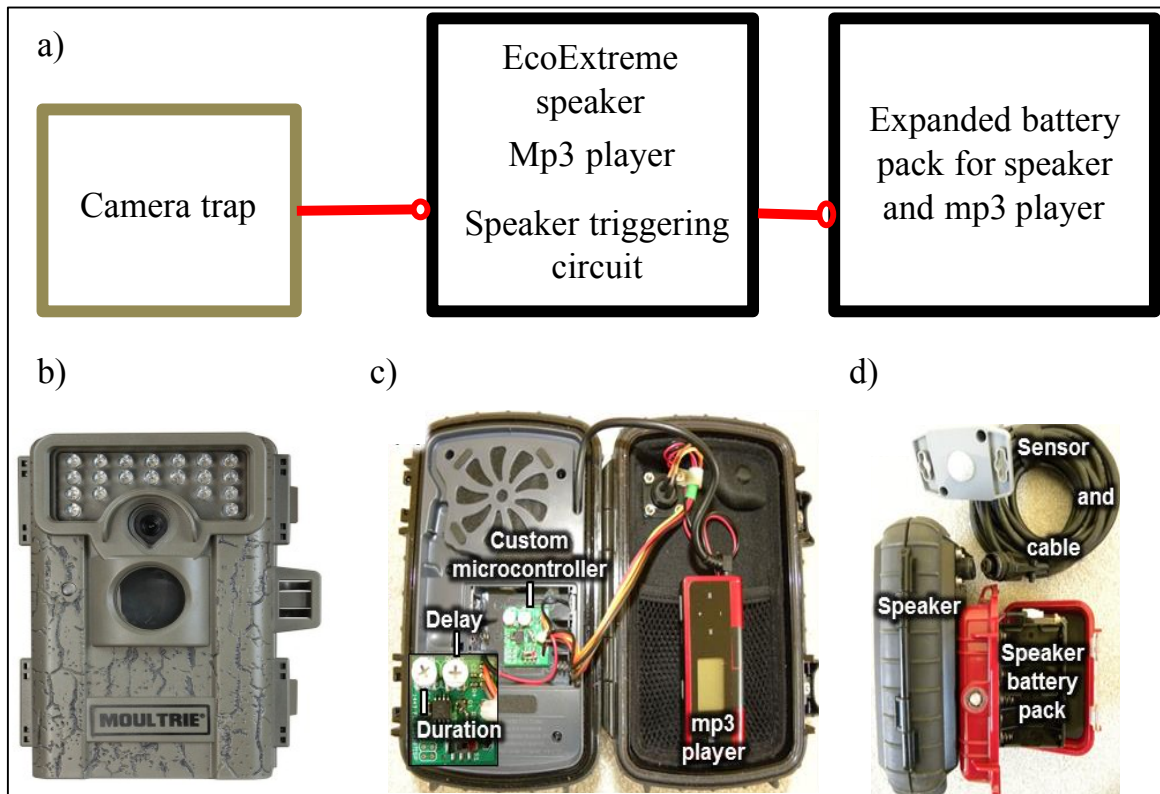 a)
Camera trap
EcoExtreme
speaker
Mp3 player
Speaker triggering
circuit
Expanded battery
pack for speaker
and mp3 player
b)
MOULTRIE®
c)
Custom
microcontroller
Delay
Duration
mp3
player
d)
Sensor
and
cable
Speaker
Speaker
battery
pack